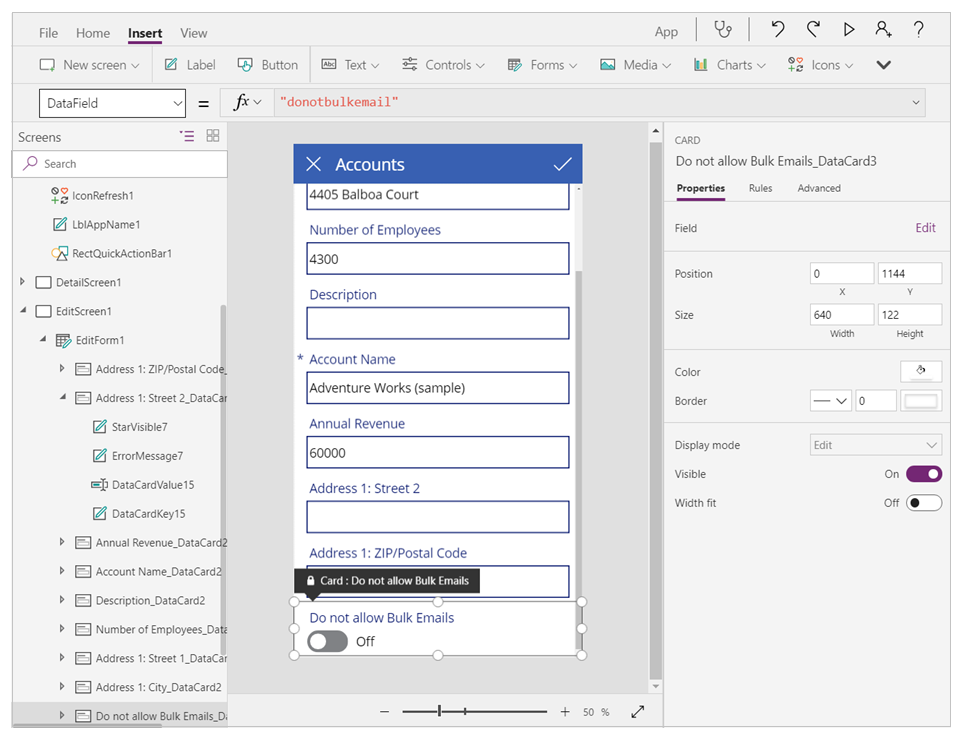 File Home Insert View App ?
New screen Label Button Text Controls Forms Media Charts Icons
DataField = fx "donotbulkemail"
Screens
Search
IconRefresh1
LblAppName1
RectQuickActionBar1
DetailScreen1
EditScreen1
EditForm1
Address 1: ZIP/Postal Code_
Address 1: Street 2_DataCar
StarVisible7
ErrorMessage7
DataCardValue15
DataCardKey15
Annual Revenue_DataCard2
Account Name_DataCard2
Description_DataCard2
Number of Employees_Data
Address 1: Street 1_DataCar
Address 1: City_DataCard2
Do not allow Bulk Emails_Da
Accounts
4405 Balboa Court
Number of Employees
4300
Description
* Account Name
Adventure Works (sample)
Annual Revenue
60000
Address 1: Street 2
Address 1: ZIP/Postal Code
Card : Do not allow Bulk Emails
Do not allow Bulk Emails
Off
50 %
CARD
Do not allow Bulk Emails_DataCard3
Properties Rules Advanced
Field Edit
Position 0 1144
X Y
Size 640 122
Width Height
Color
Border 0
Display mode Edit
Visible On
Width fit Off